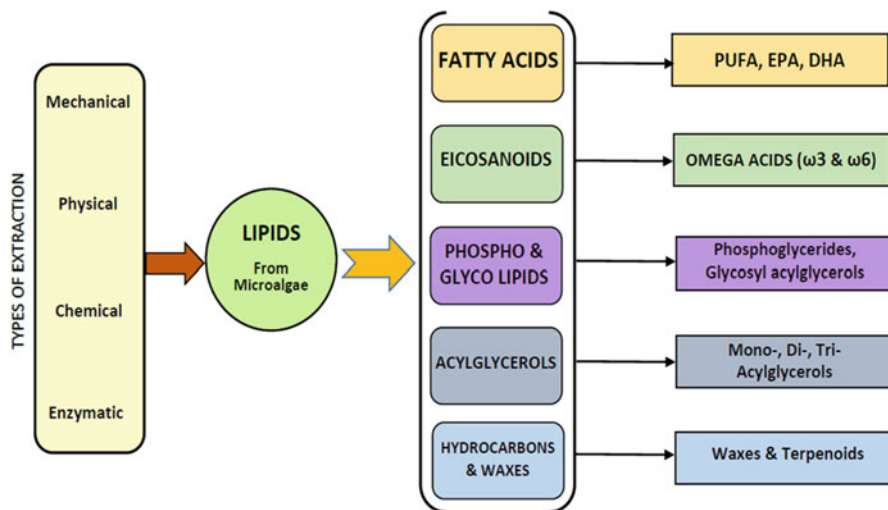 TYPES OF EXTRACTION
Mechanical
Physical
Chemical
Enzymatic
LIPIDS
From
Microalgae
FATTY ACIDS
PUFA, EPA, DHA
EICOSANOIDS
OMEGA ACIDS (ω3 & ω6)
PHOSPHO &
GLYCO LIPIDS
Phosphoglycerides,
Glycosyl acylglycerols
ACYLGLYCEROLS
Mono-, Di-, Tri-
Acylglycerols
HYDROCARBONS
& WAXES
Waxes & Terpenoids